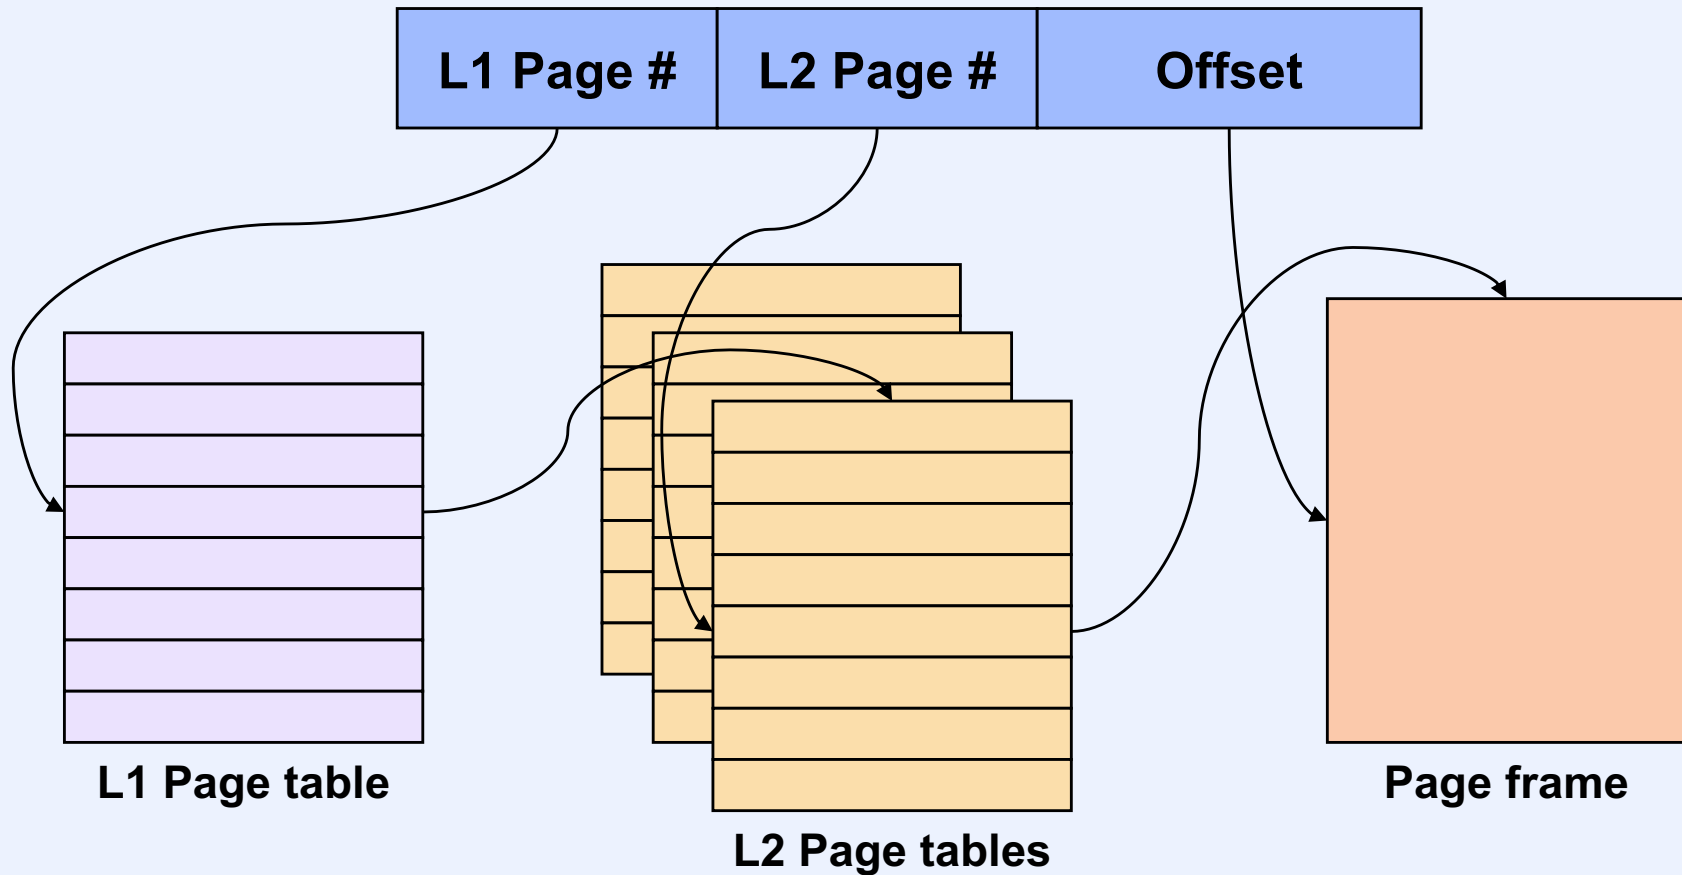 L1 Page #
L2 Page #
Offset
L1 Page table
L2 Page tables
Page frame